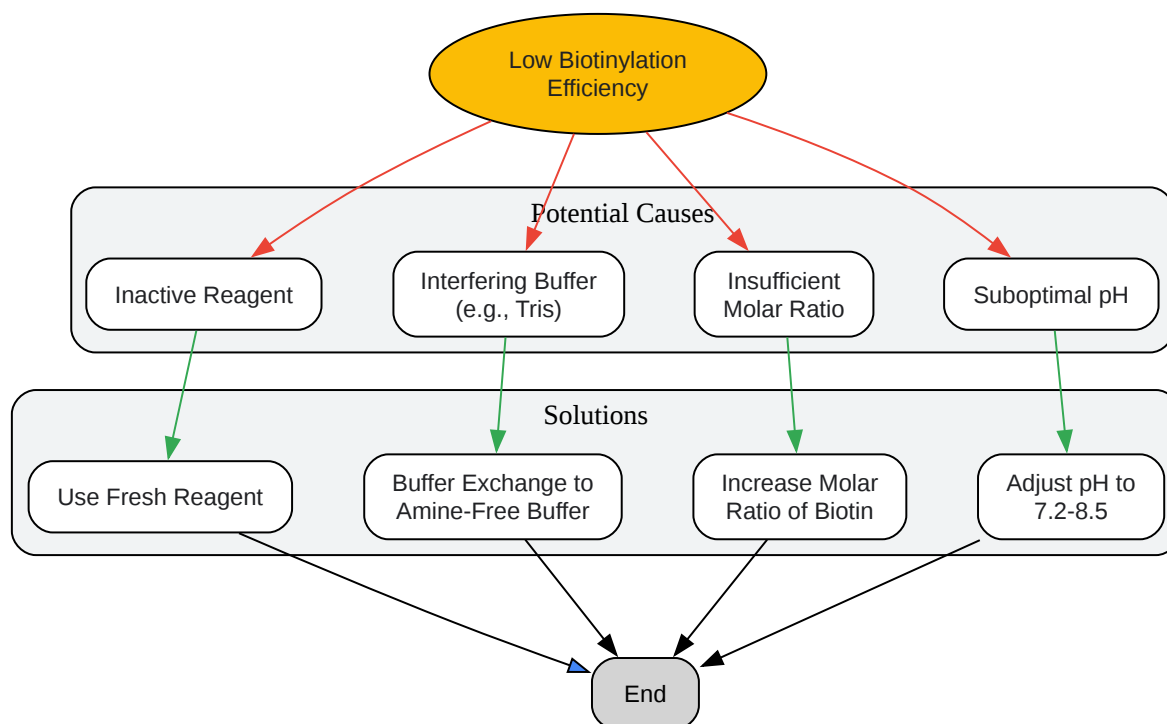 Low Biotinylation
Efficiency
Potential Causes
Inactive Reagent
Interfering Buffer
(e.g., Tris)
Insufficient
Molar Ratio
Suboptimal pH
Solutions
Use Fresh Reagent
Buffer Exchange to
Amine-Free Buffer
Increase Molar
Ratio of Biotin
Adjust pH to
7.2-8.5
End